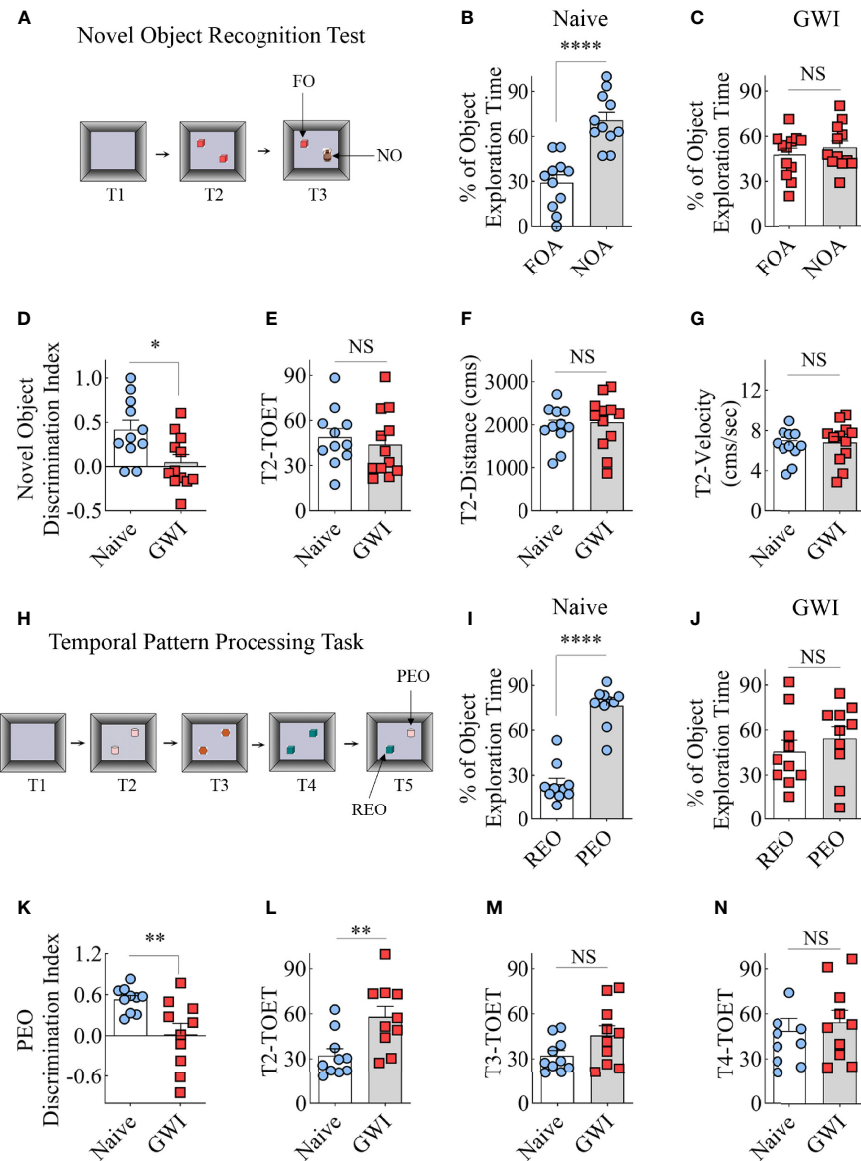 A
Novel Object Recognition Test
FO
NO
T1
T2
T3
B
Naive
****
% of Object
Exploration Time
90
60
30
0
FOA
NOA
C
GWI
NS
% of Object
Exploration Time
90
60
30
0
FOA
NOA
D
*
Novel Object
Discrimination Index
1.0
0.5
0.0
-0.5
Naive
GWI
E
NS
T2-TOET
90
60
30
0
Naive
GWI
F
NS
T2-Distance (cms)
3000
2000
1000
0
Naive
GWI
G
NS
T2-Velocity
(cms/sec)
12
8
4
0
Naive
GWI
H
Temporal Pattern Processing Task
PEO
REO
T1
T2
T3
T4
T5
I
Naive
****
% of Object
Exploration Time
90
60
30
0
REO
PEO
J
GWI
NS
% of Object
Exploration Time
90
60
30
0
REO
PEO
K
**
PEO
Discrimination Index
1.2
0.6
0.0
-0.6
Naive
GWI
L
**
T2-TOET
90
60
30
0
Naive
GWI
M
NS
T3-TOET
90
60
30
0
Naive
GWI
N
NS
T4-TOET
90
60
30
0
Naive
GWI